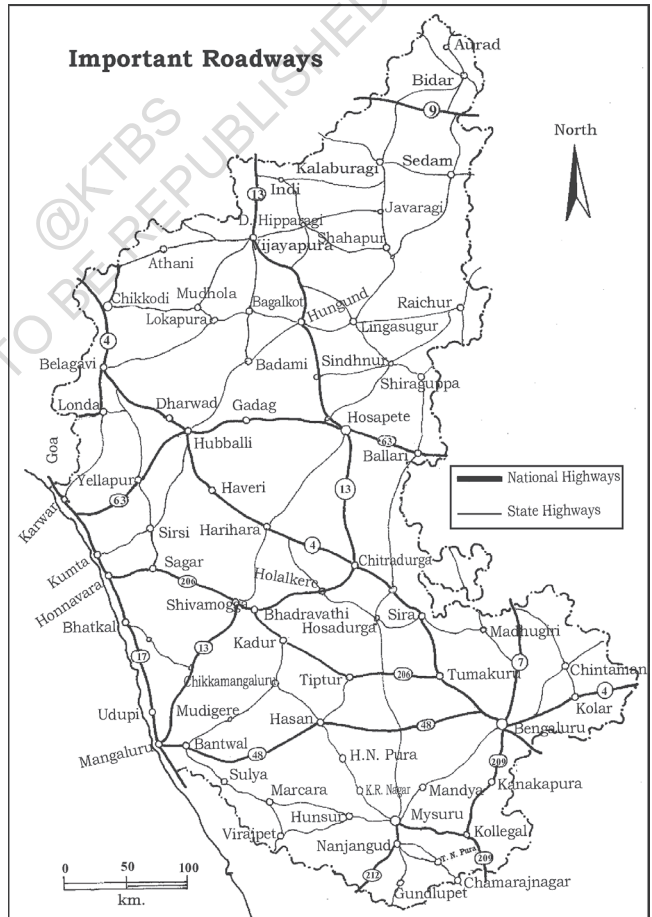 Important Roadways
@KTBS
TO BE REPUBLISHED
Aurad
Bidar
9
North
Kalaburagi
Sedam
13
Indi
Javaragi
D. Hipparagi
Vijayapura
Shahapur
Athani
Chikkodi
Mudhola
Bagalkot
Hungund
Raichur
Lokapura
Lingasugur
4
Belagavi
Badami
Sindhnur
Shiraguppa
Londa
Dharwad
Gadag
Hosapete
Hubballi
63
Ballari
Goa
National Highways
State Highways
Yellapur
63
Karwar
Haveri
13
Sirsi
Harihara
4
Kumta
Sagar
Chitradurga
Honnavara
206
Holalkere
Shivamogga
Bhadravathi
Sira
Bhatkal
Hosadurga
Madhugiri
17
13
Kadur
7
Chintaman
Chikkamangaluru
Tiptur
206
Tumakuru
4
Kolar
Udupi
Mudigere
Hasan
48
Bengaluru
Mangaluru
Bantwal
48
H.N. Pura
209
Sulya
K.R. Nagar
Mandya
Kanakapura
Marcara
Hunsur
Mysuru
Virajpet
Kollegal
Nanjangud
T. N. Pura
209
212
Chamarajnagar
Gundlupet
0 50 100
km.